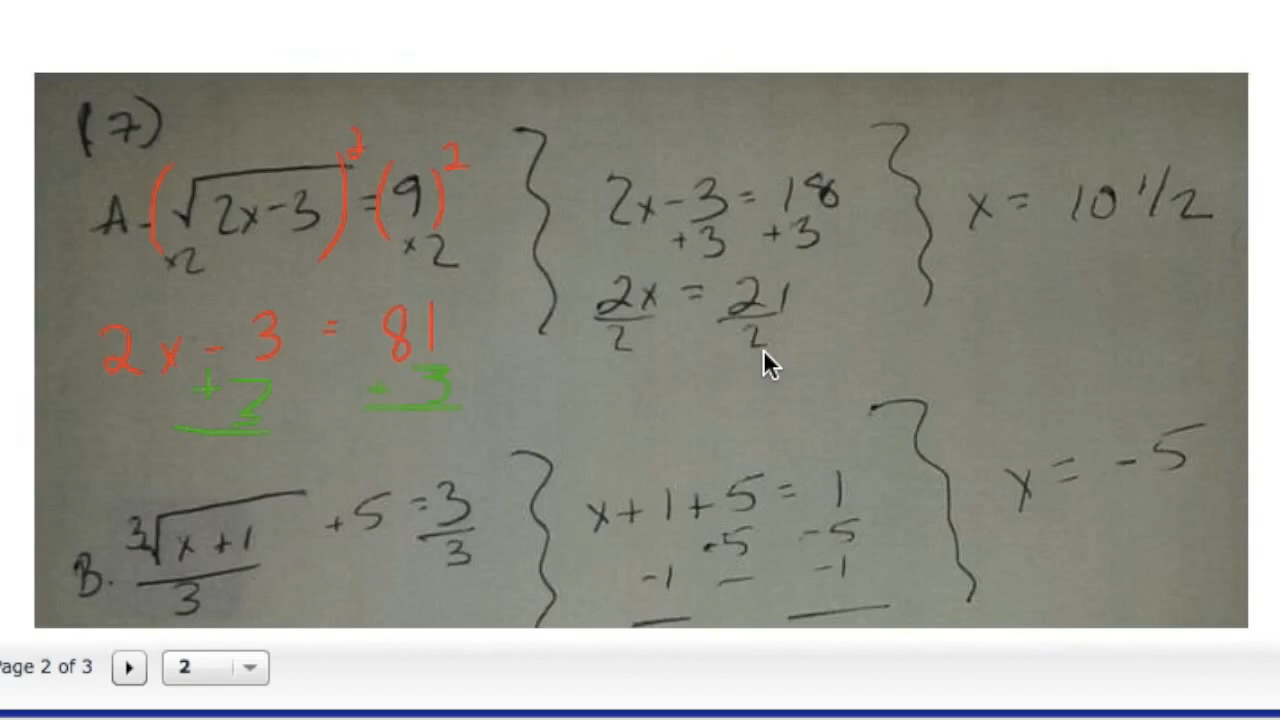 (7)
A. (√2x-3)² = (9)²
×2 ×2
2x - 3 = 81
+ 3 + 3
2x - 3 = 18
+3 +3
2x = 21
2 2
x = 10 1/2
B. ³√x + 1 + 5 = 3
3 3
x + 1 + 5 = 1
-5 -5
-1 -1
x = -5
Page 2 of 3
2